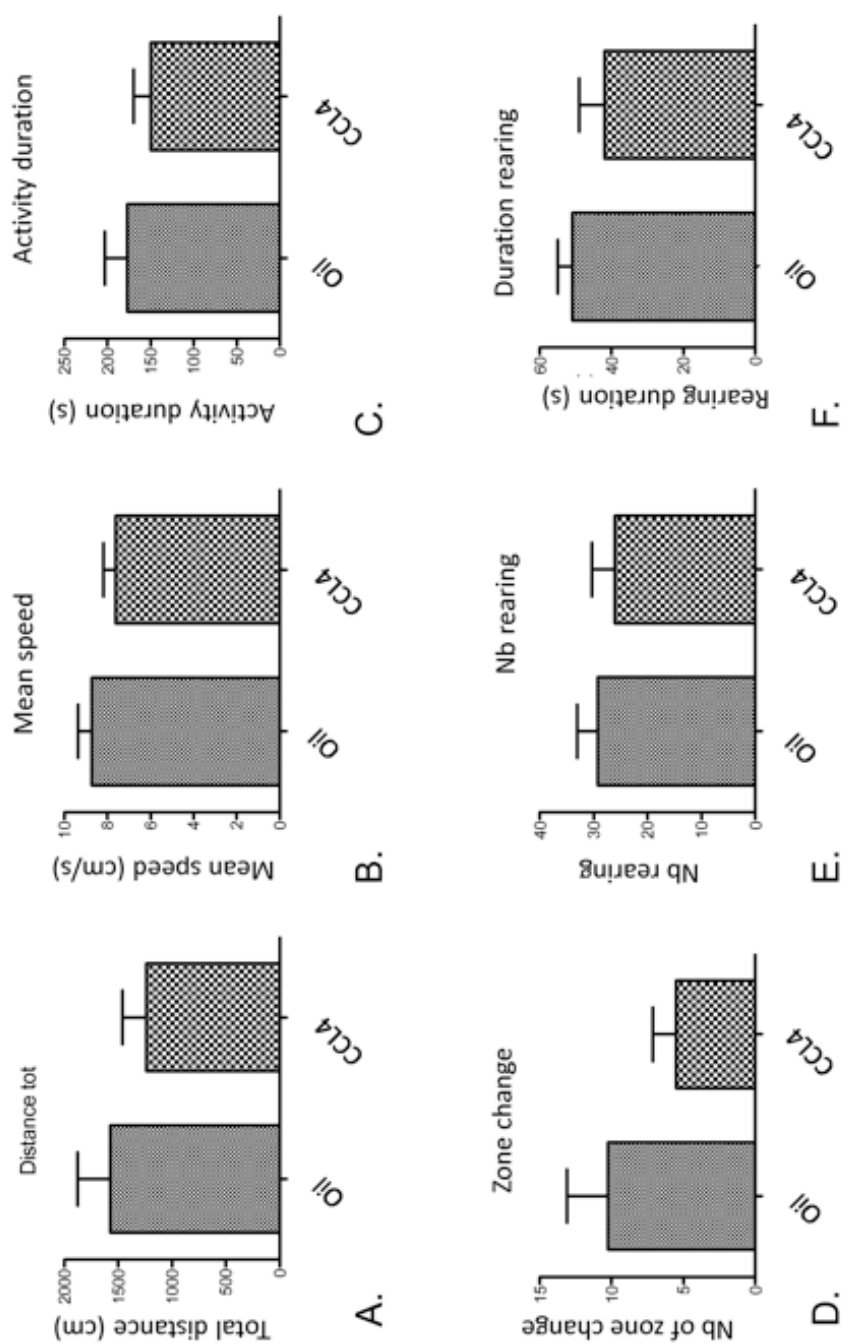 Distance tot
Total distance (cm)
2000
1500
1000
500
0
Oil
CCL4
A.
Mean speed
Mean speed (cm/s)
10
8
6
4
2
0
Oil
CCL4
B.
Activity duration
Activity duration (s)
250
200
150
100
50
0
Oil
CCL4
C.
Zone change
Nb of zone change
15
10
5
0
Oil
CCL4
D.
Nb rearing
Nb rearing
40
30
20
10
0
Oil
CCL4
E.
Duration rearing
Rearing duration (s)
60
40
20
0
Oil
CCL4
F.